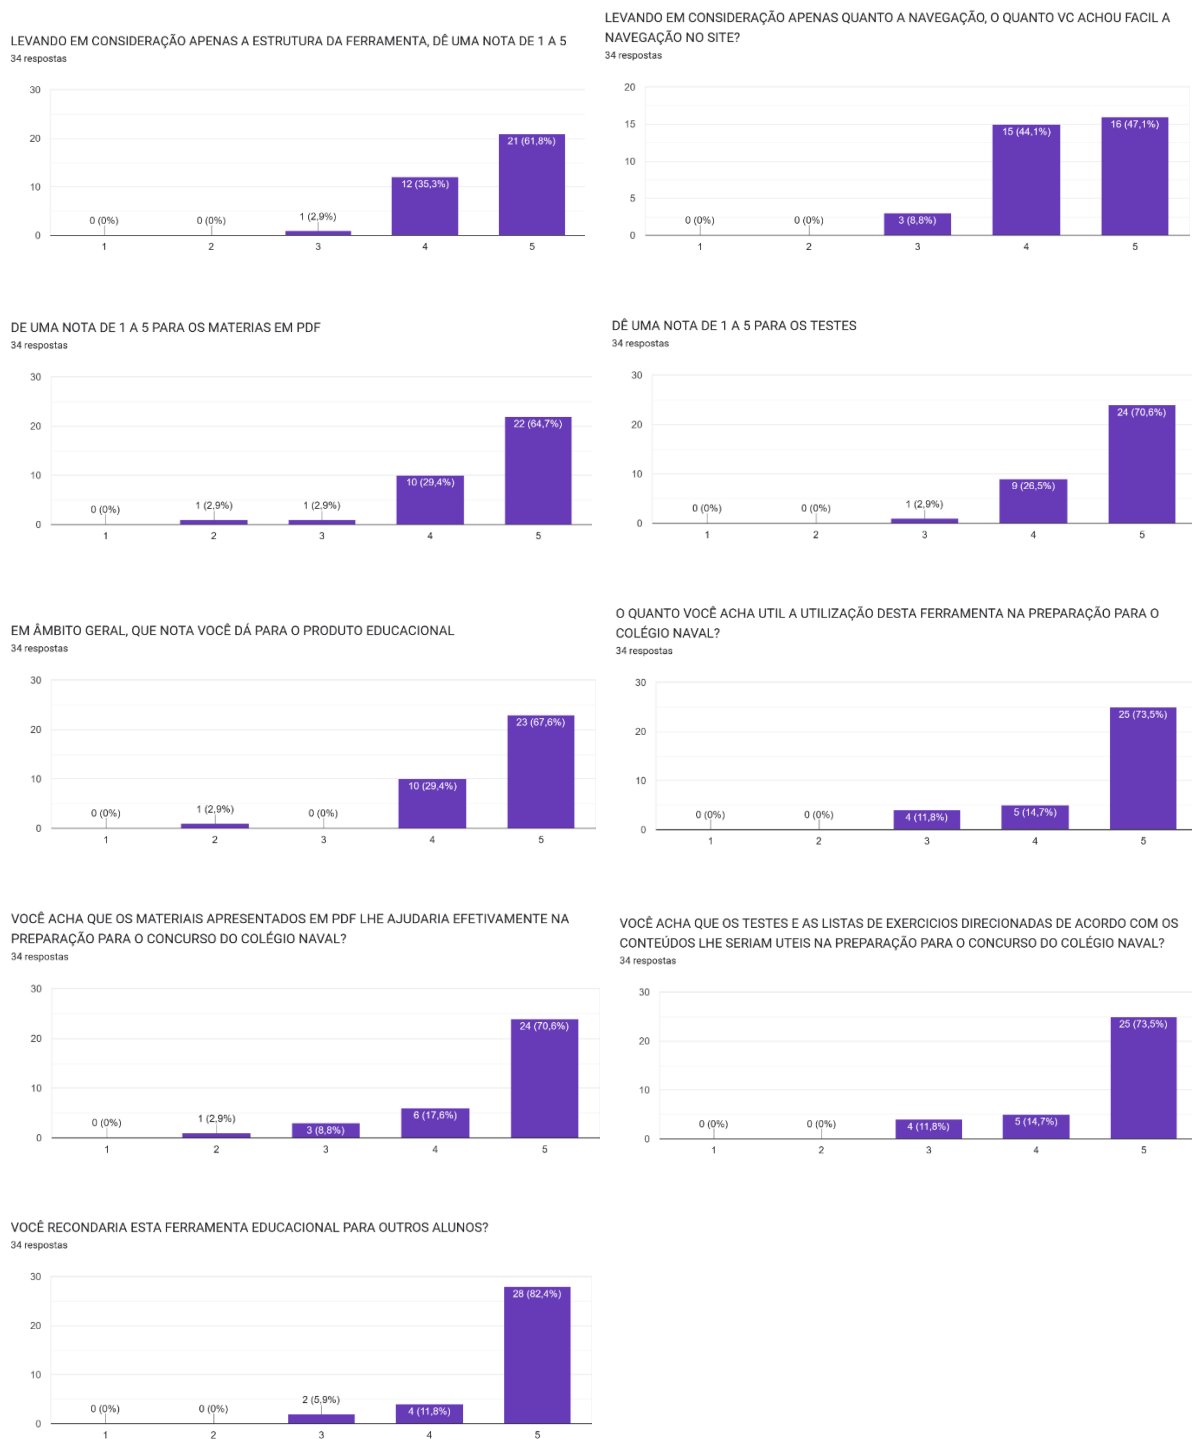 LEVANDO EM CONSIDERAÇÃO APENAS A ESTRUTURA DA FERRAMENTA, DÊ UMA NOTA DE 1 A 5
34 respostas
30
20
10
0
0 (0%)
0 (0%)
1 (2,9%)
12 (35,3%)
21 (61,8%)
1 2 3 4 5
LEVANDO EM CONSIDERAÇÃO APENAS QUANTO A NAVEGAÇÃO, O QUANTO VC ACHOU FACIL A
NAVEGAÇÃO NO SITE?
34 respostas
20
15
10
5
0
0 (0%)
0 (0%)
3 (8,8%)
15 (44,1%)
16 (47,1%)
1 2 3 4 5
DE UMA NOTA DE 1 A 5 PARA OS MATERIAS EM PDF
34 respostas
30
20
10
0
0 (0%)
1 (2,9%)
1 (2,9%)
10 (29,4%)
22 (64,7%)
1 2 3 4 5
DÊ UMA NOTA DE 1 A 5 PARA OS TESTES
34 respostas
30
20
10
0
0 (0%)
0 (0%)
1 (2,9%)
9 (26,5%)
24 (70,6%)
1 2 3 4 5
EM ÂMBITO GERAL, QUE NOTA VOCÊ DÁ PARA O PRODUTO EDUCACIONAL
34 respostas
30
20
10
0
0 (0%)
1 (2,9%)
0 (0%)
10 (29,4%)
23 (67,6%)
1 2 3 4 5
O QUANTO VOCÊ ACHA UTIL A UTILIZAÇÃO DESTA FERRAMENTA NA PREPARAÇÃO PARA O
COLÉGIO NAVAL?
34 respostas
30
20
10
0
0 (0%)
0 (0%)
4 (11,8%)
5 (14,7%)
25 (73,5%)
1 2 3 4 5
VOCÊ ACHA QUE OS MATERIAIS APRESENTADOS EM PDF LHE AJUDARIA EFETIVAMENTE NA
PREPARAÇÃO PARA O CONCURSO DO COLÉGIO NAVAL?
34 respostas
30
20
10
0
0 (0%)
1 (2,9%)
3 (8,8%)
6 (17,6%)
24 (70,6%)
1 2 3 4 5
VOCÊ ACHA QUE OS TESTES E AS LISTAS DE EXERCICIOS DIRECIONADAS DE ACORDO COM OS
CONTEÚDOS LHE SERIAM UTEIS NA PREPARAÇÃO PARA O CONCURSO DO COLÉGIO NAVAL?
34 respostas
30
20
10
0
0 (0%)
0 (0%)
4 (11,8%)
5 (14,7%)
25 (73,5%)
1 2 3 4 5
VOCÊ RECONDARIA ESTA FERRAMENTA EDUCACIONAL PARA OUTROS ALUNOS?
34 respostas
30
20
10
0
0 (0%)
0 (0%)
2 (5,9%)
4 (11,8%)
28 (82,4%)
1 2 3 4 5